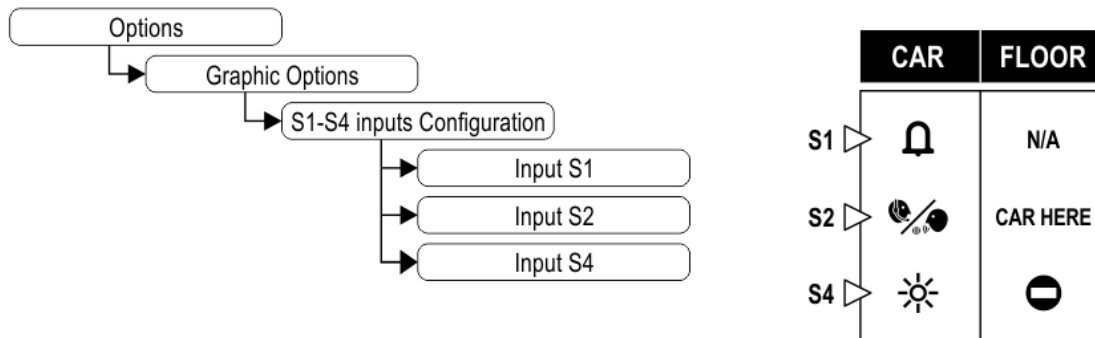 Options
Graphic Options
S1-S4 inputs Configuration
Input S1
Input S2
Input S4
CAR FLOOR
S1 N/A
S2 CAR HERE
S4